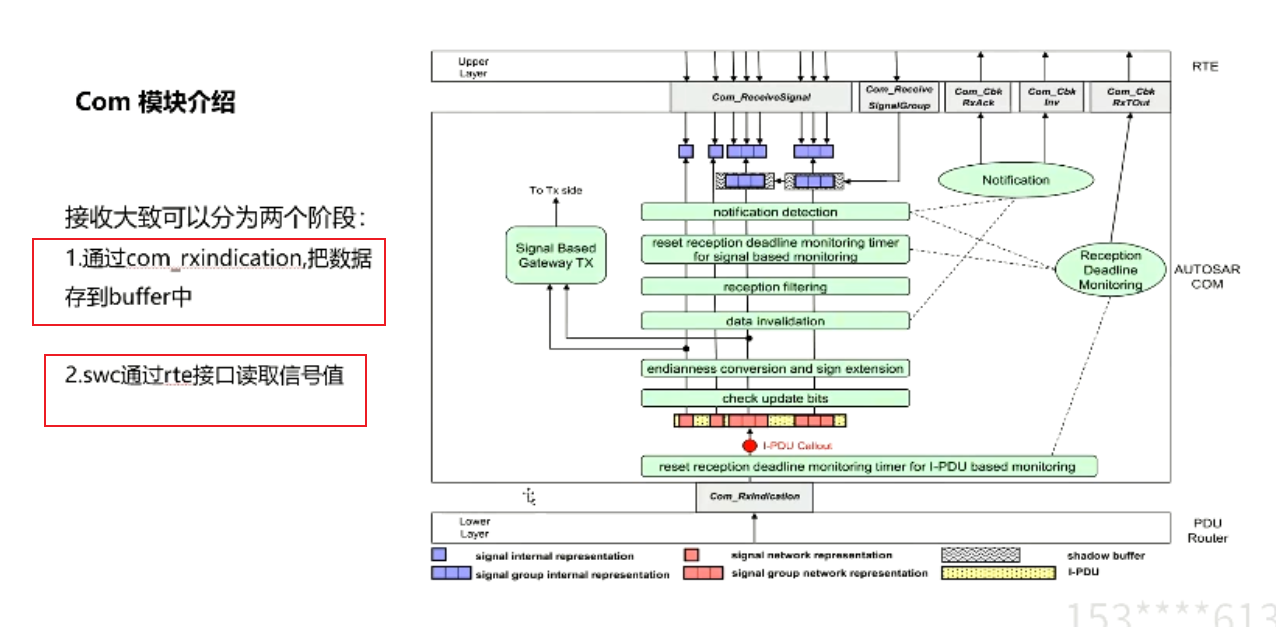 Com 模块介绍
接收大致可以分为两个阶段：
1.通过com_rxindication,把数据
存到buffer中
2.swc通过rte接口读取信号值
Upper
Layer
RTE
Com_ReceiveSignal
Com_Receive
SignalGroup
Com_Cbk
RxAck
Com_Cbk
Inv
Com_Cbk
RxTOut
To Tx side
Signal Based
Gateway TX
Notification
notification detection
reset reception deadline monitoring timer
for signal based monitoring
reception filtering
data invalidation
endianness conversion and sign extension
check update bits
I-PDU Callout
reset reception deadline monitoring timer for I-PDU based monitoring
Reception
Deadline
Monitoring
AUTOSAR
COM
Com_RxIndication
Lower
Layer
PDU
Router
signal internal representation
signal network representation
shadow buffer
signal group internal representation
signal group network representation
I-PDU
153****613